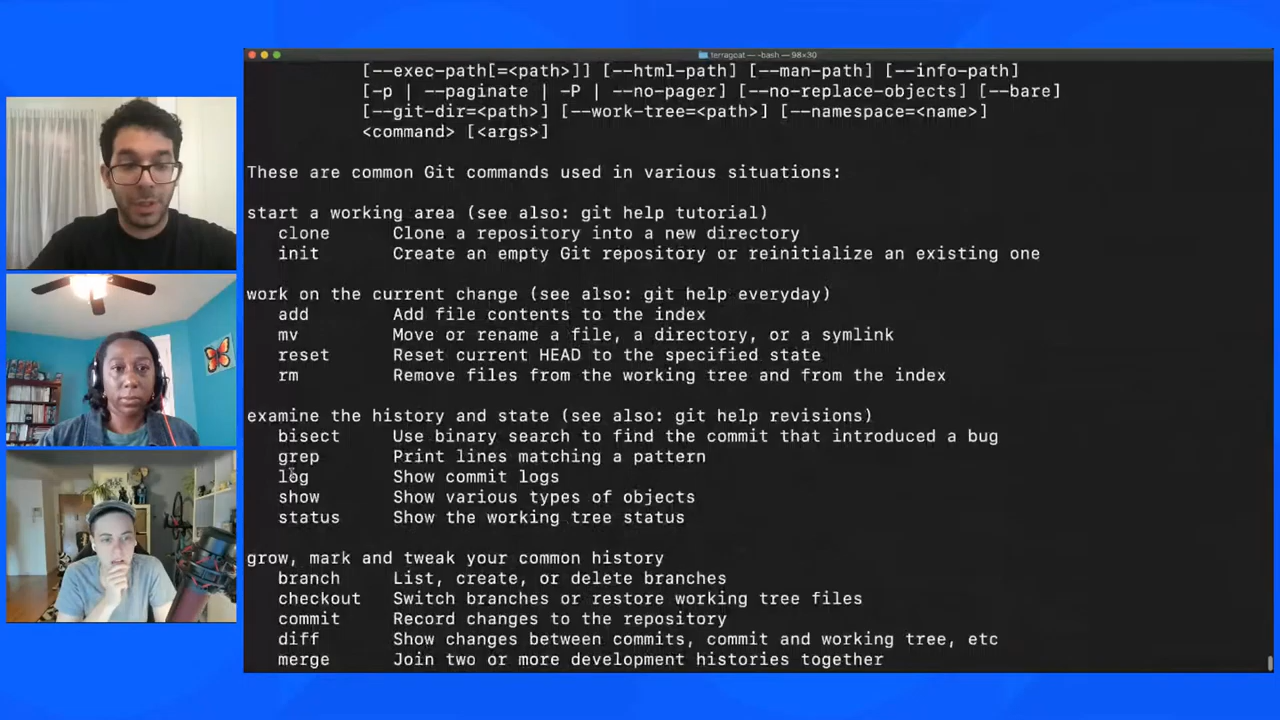 terragoat — -bash — 98×30
[--exec-path[=<path>]] [--html-path] [--man-path] [--info-path]
[-p | --paginate | -P | --no-pager] [--no-replace-objects] [--bare]
[--git-dir=<path>] [--work-tree=<path>] [--namespace=<name>]
<command> [<args>]
These are common Git commands used in various situations:
start a working area (see also: git help tutorial)
clone Clone a repository into a new directory
init Create an empty Git repository or reinitialize an existing one
work on the current change (see also: git help everyday)
add Add file contents to the index
mv Move or rename a file, a directory, or a symlink
reset Reset current HEAD to the specified state
rm Remove files from the working tree and from the index
examine the history and state (see also: git help revisions)
bisect Use binary search to find the commit that introduced a bug
grep Print lines matching a pattern
log Show commit logs
show Show various types of objects
status Show the working tree status
grow, mark and tweak your common history
branch List, create, or delete branches
checkout Switch branches or restore working tree files
commit Record changes to the repository
diff Show changes between commits, commit and working tree, etc
merge Join two or more development histories together